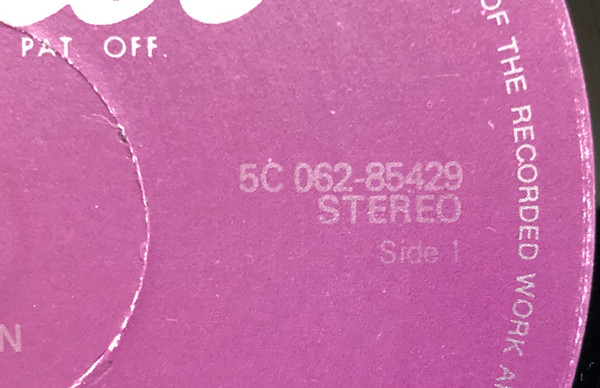 PAT OFF.
5C 062-85429
STEREO
Side 1
OF THE RECORDED WORK
N